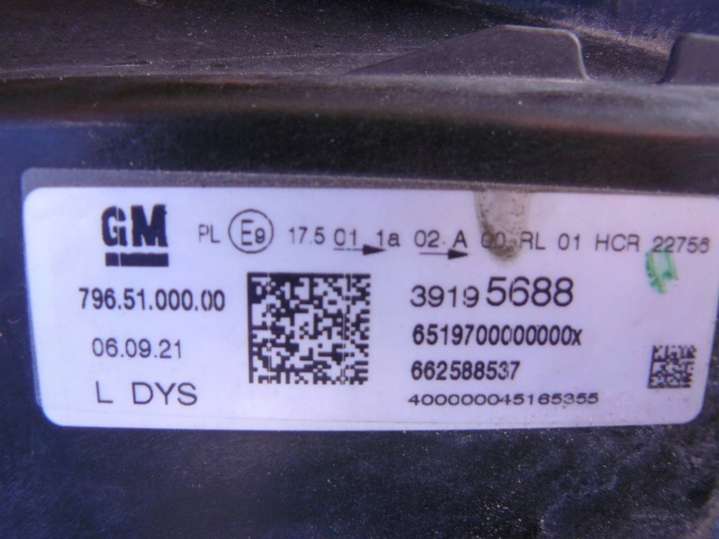 GM PL E9 17.5 01 1a 02 A 00 RL 01 HCR 22756
796.51.000.00 39195688
06.09.21 6519700000000x
L DYS 662588537
400000045165355